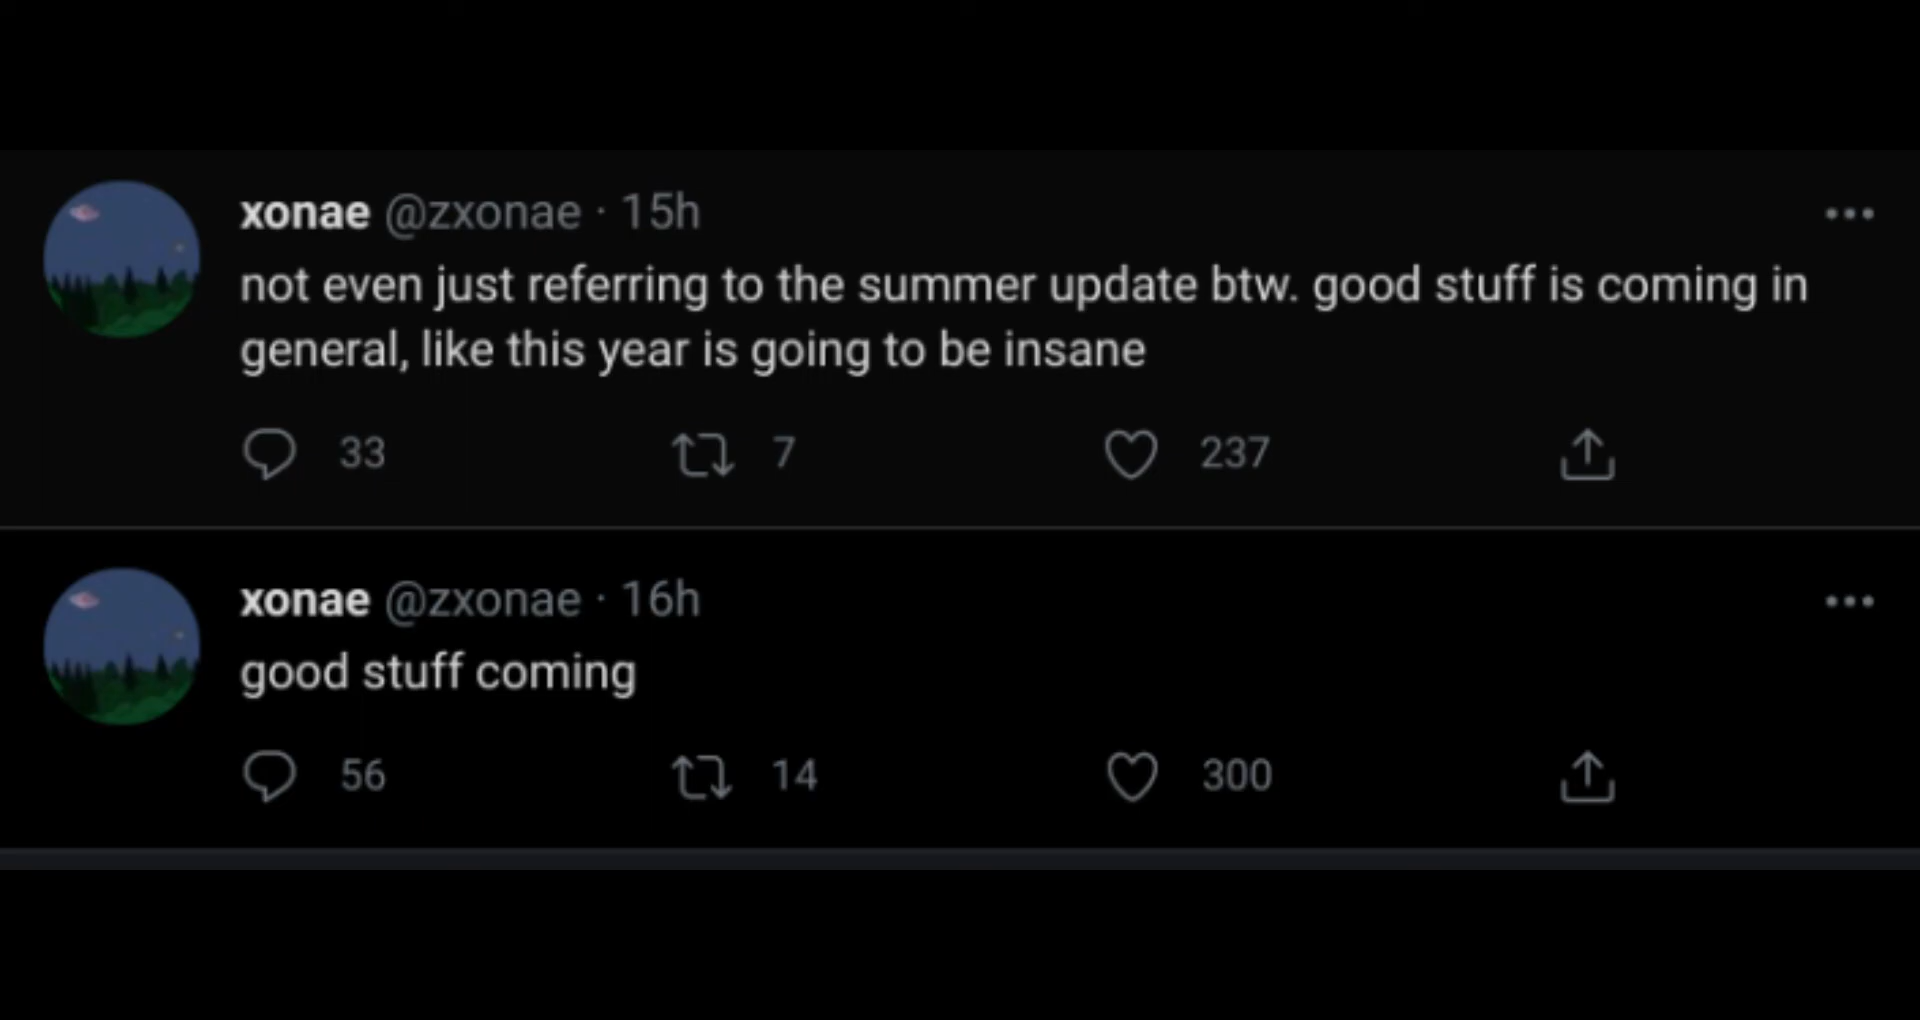 xonae @zxonae · 15h
not even just referring to the summer update btw. good stuff is coming in
general, like this year is going to be insane
33 7 237
xonae @zxonae · 16h
good stuff coming
56 14 300